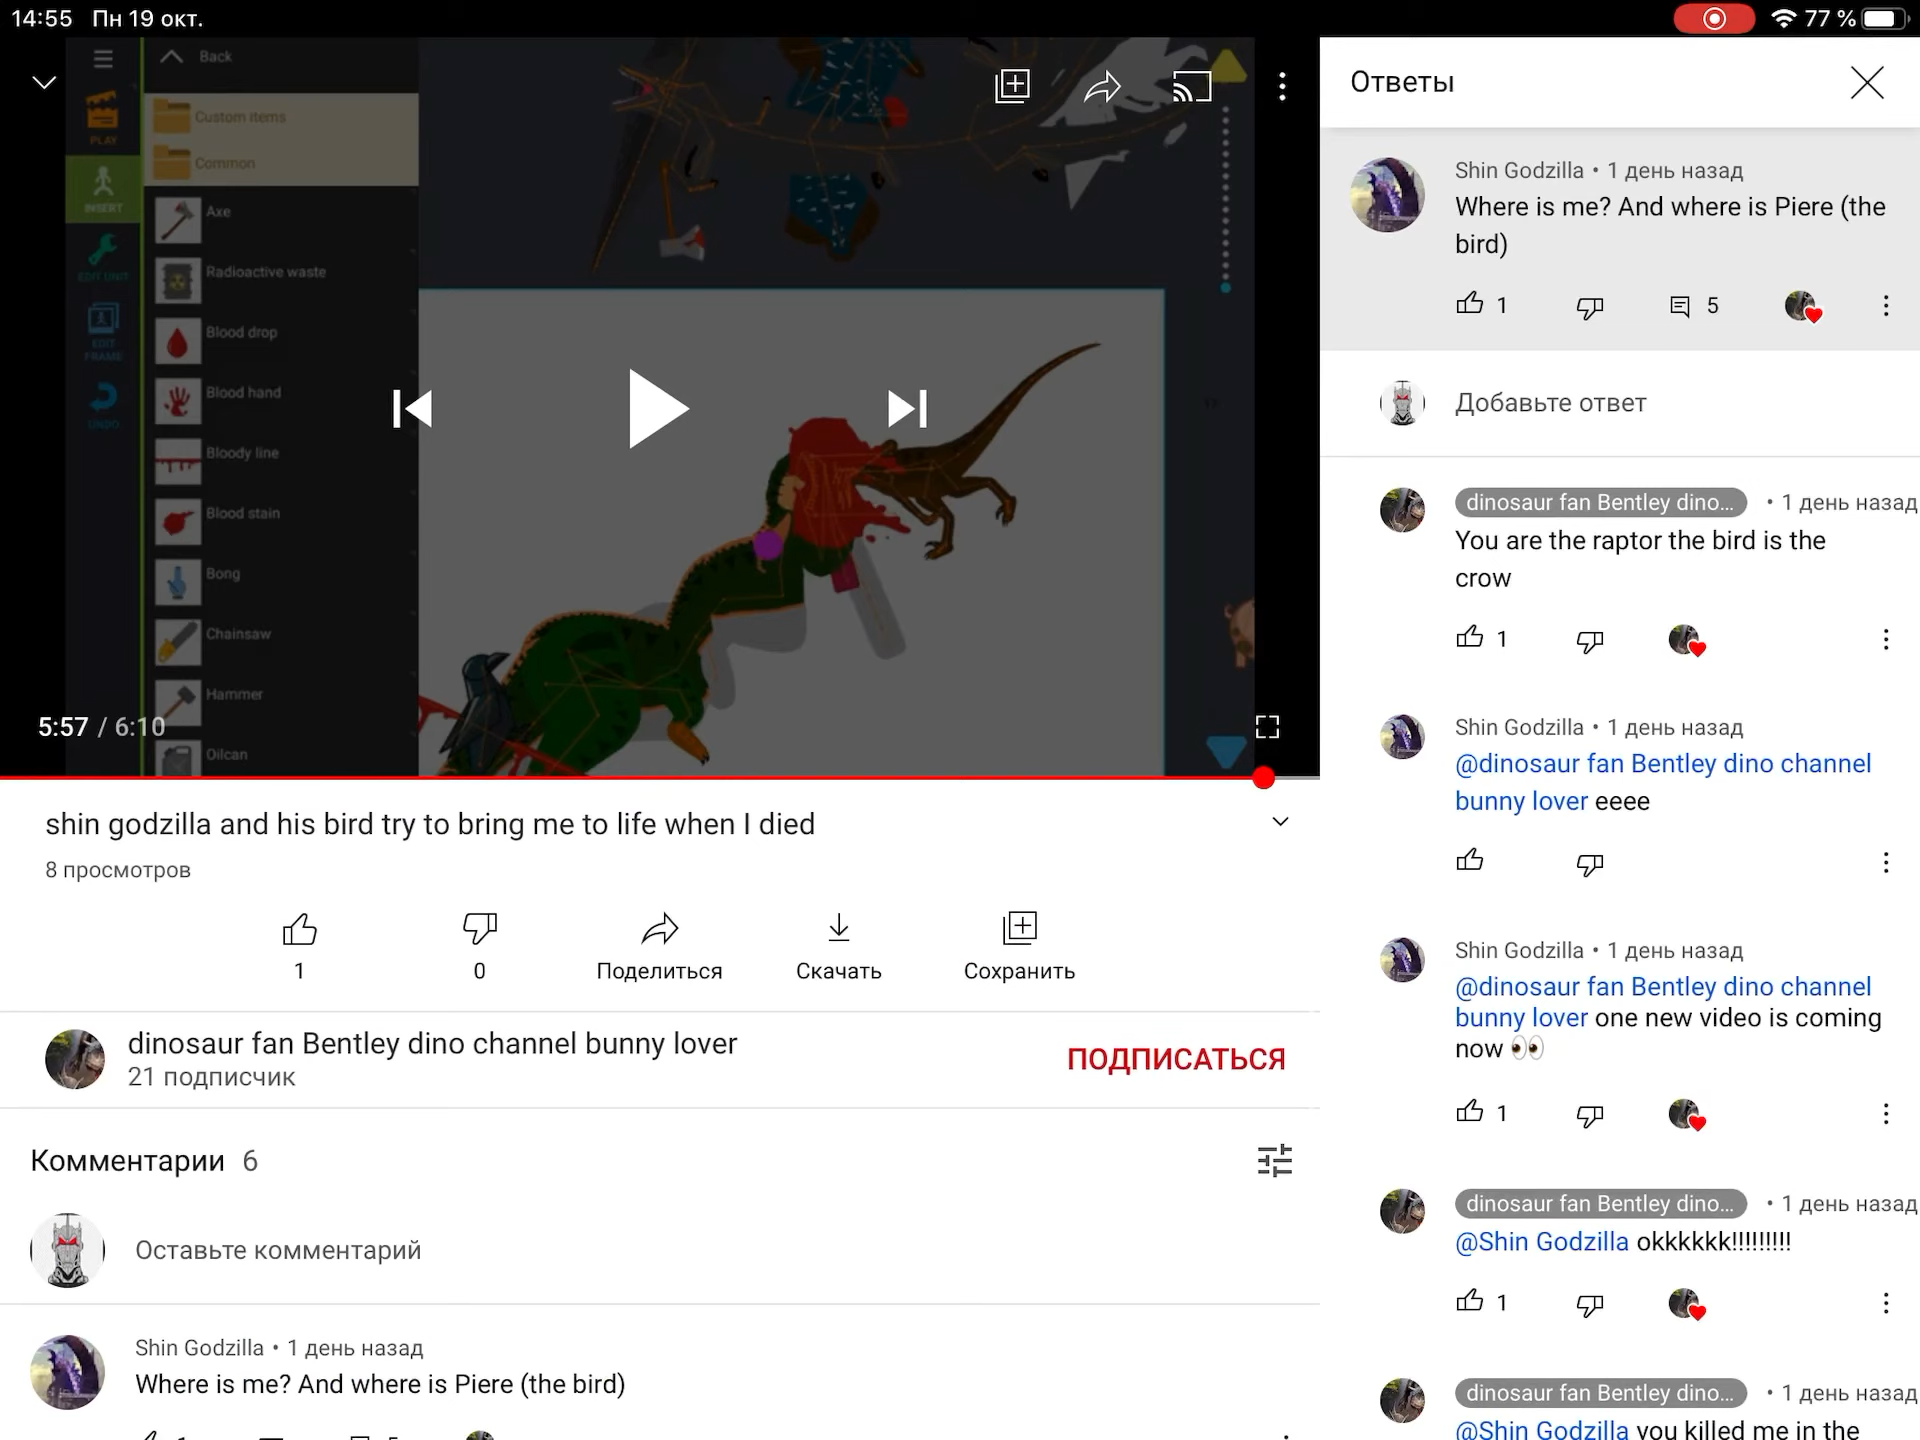 14:55 Пн 19 окт.
77 %
Back
Custom items
Common
PLAY
INSERT
EDIT UNIT
EDIT
FRAME
UNDO
Axe
Radioactive waste
Blood drop
Blood hand
Bloody line
Blood stain
Bong
Chainsaw
Hammer
Oilcan
5:57 / 6:10
shin godzilla and his bird try to bring me to life when I died
8 просмотров
1
0
Поделиться
Скачать
Сохранить
dinosaur fan Bentley dino channel bunny lover
21 подписчик
ПОДПИСАТЬСЯ
Комментарии 6
Оставьте комментарий
Shin Godzilla • 1 день назад
Where is me? And where is Piere (the bird)
Ответы
Shin Godzilla • 1 день назад
Where is me? And where is Piere (the
bird)
1
5
Добавьте ответ
dinosaur fan Bentley dino... • 1 день назад
You are the raptor the bird is the
crow
1
Shin Godzilla • 1 день назад
@dinosaur fan Bentley dino channel
bunny lover eeee
Shin Godzilla • 1 день назад
@dinosaur fan Bentley dino channel
bunny lover one new video is coming
now 👀
1
dinosaur fan Bentley dino... • 1 день назад
@Shin Godzilla okkkkkk!!!!!!!!!
1
dinosaur fan Bentley dino... • 1 день назад
@Shin Godzilla you killed me in the